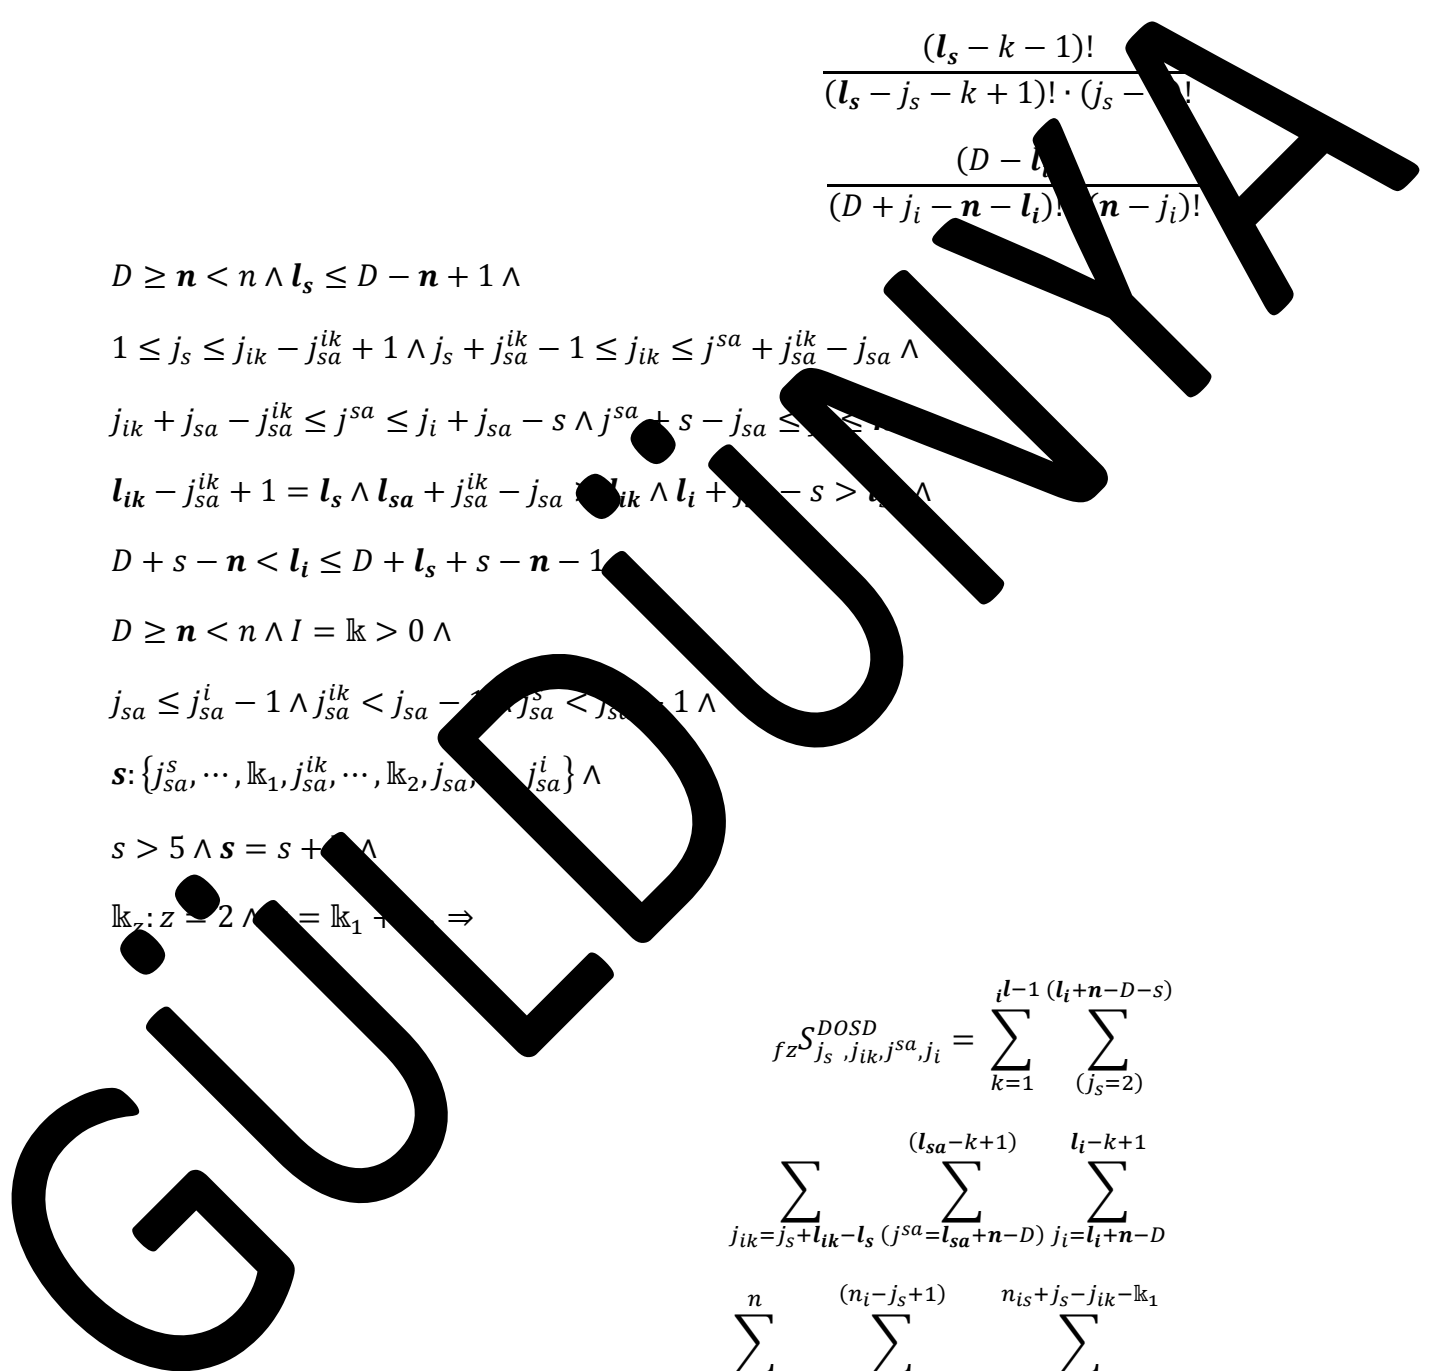 (l_s − k − 1)!
(l_s − j_s − k + 1)! · (j_s − )!
(D − l
(D + j_i − n − l_i)! (n − j_i)!
D ≥ n < n ∧ l_s ≤ D − n + 1 ∧
1 ≤ j_s ≤ j_ik − j_sa^ik + 1 ∧ j_s + j_sa^ik − 1 ≤ j_ik ≤ j^sa + j_sa^ik − j_sa ∧
j_ik + j_sa − j_sa^ik ≤ j^sa ≤ j_i + j_sa − s ∧ j^sa + s − j_sa ≤ ≤
l_ik − j_sa^ik + 1 = l_s ∧ l_sa + j_sa^ik − j_sa l_ik ∧ l_i + − s > ∧
D + s − n < l_i ≤ D + l_s + s − n − 1
D ≥ n < n ∧ I = 𝕜 > 0 ∧
j_sa ≤ j_sa^i − 1 ∧ j_sa^ik < j_sa − 1 ∧ j_sa^s < j_sa − 1 ∧
s: {j_sa^s, ⋯ , 𝕜_1, j_sa^ik, ⋯ , 𝕜_2, j_sa, j_sa^i} ∧
s > 5 ∧ s = s + ∧
𝕜_z: z = 2 ∧ = 𝕜_1 + ⇒
fzS_{j_s ,j_ik,j^sa,j_i}^{DOSD} = ∑_{k=1}^{_il−1} ∑_{(j_s=2)}^{(l_i+n−D−s)}
∑_{j_ik=j_s+l_ik−l_s} ∑_{(j^sa=l_sa+n−D)}^{(l_sa−k+1)} ∑_{j_i=l_i+n−D}^{l_i−k+1}
∑^{n} ∑^{(n_i−j_s+1)} ∑^{n_is+j_s−j_ik−𝕜_1}
GÜLDÜNYA